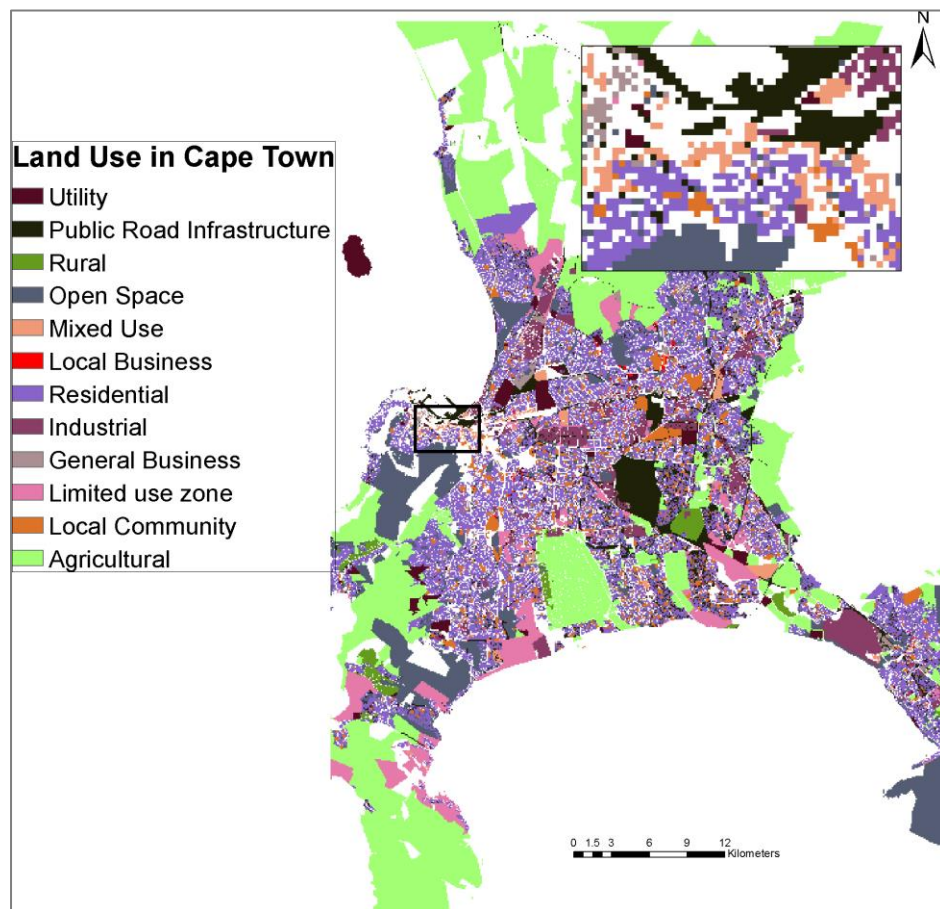 N
Land Use in Cape Town
Utility
Public Road Infrastructure
Rural
Open Space
Mixed Use
Local Business
Residential
Industrial
General Business
Limited use zone
Local Community
Agricultural
0 1.5 3 6 9 12
Kilometers